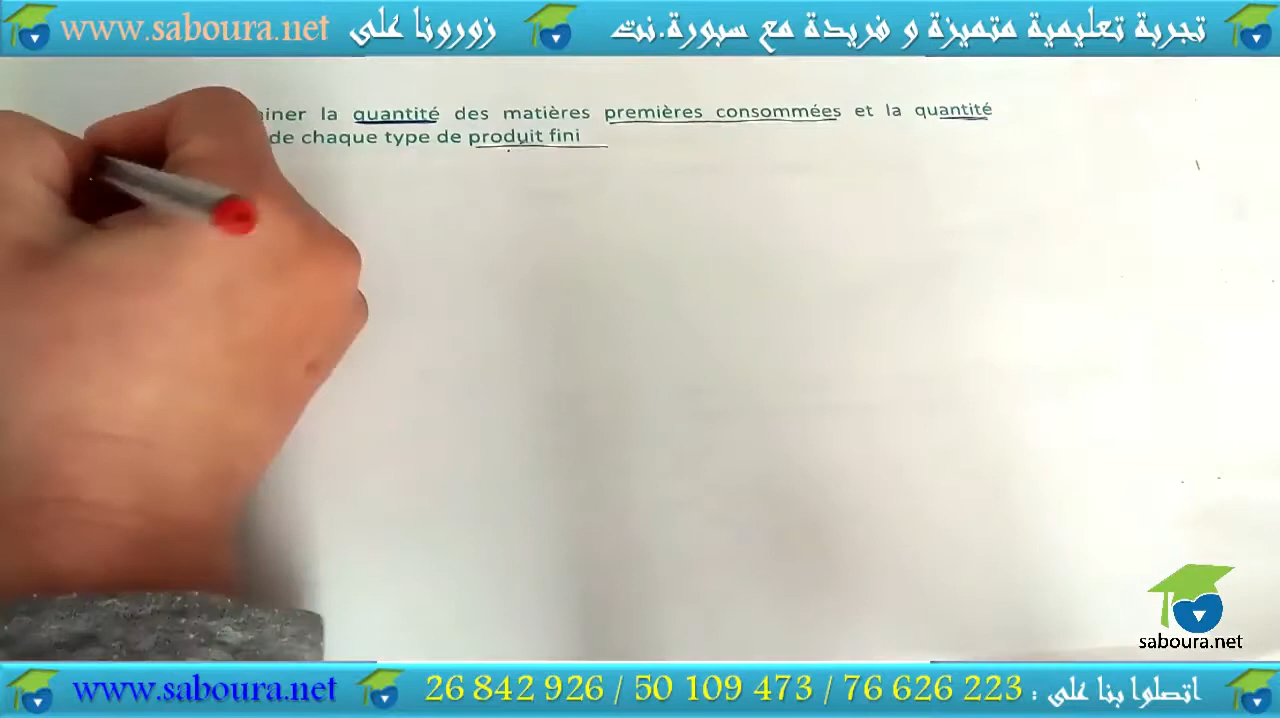 www.saboura.net زورونا على تجربة تعليمية متميزة و فريدة مع سبورة.نت
la quantité des matières premières consommées et la quantité
de chaque type de produit fini
saboura.net
www.saboura.net 26 842 926 / 50 109 473 / 76 626 223 : اتصلوا بنا على